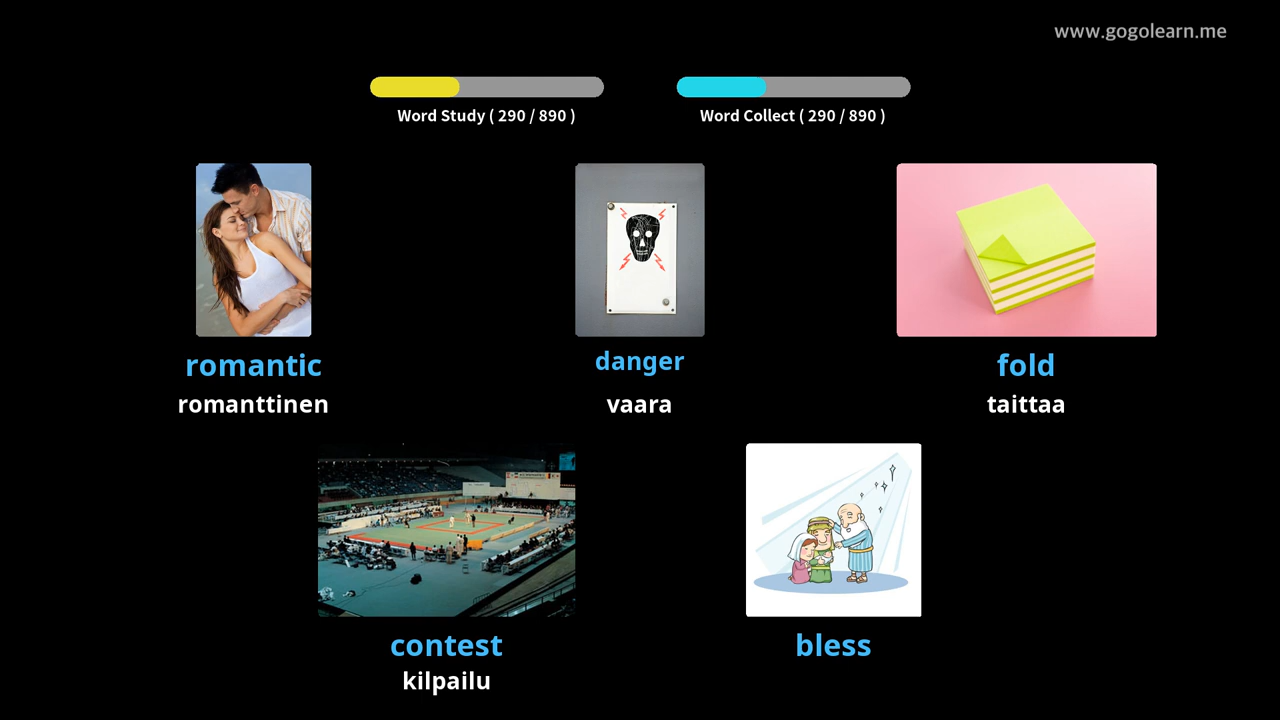 www.gogolearn.me
Word Study ( 290 / 890 )
Word Collect ( 290 / 890 )
romantic
romanttinen
danger
vaara
fold
taittaa
contest
kilpailu
bless